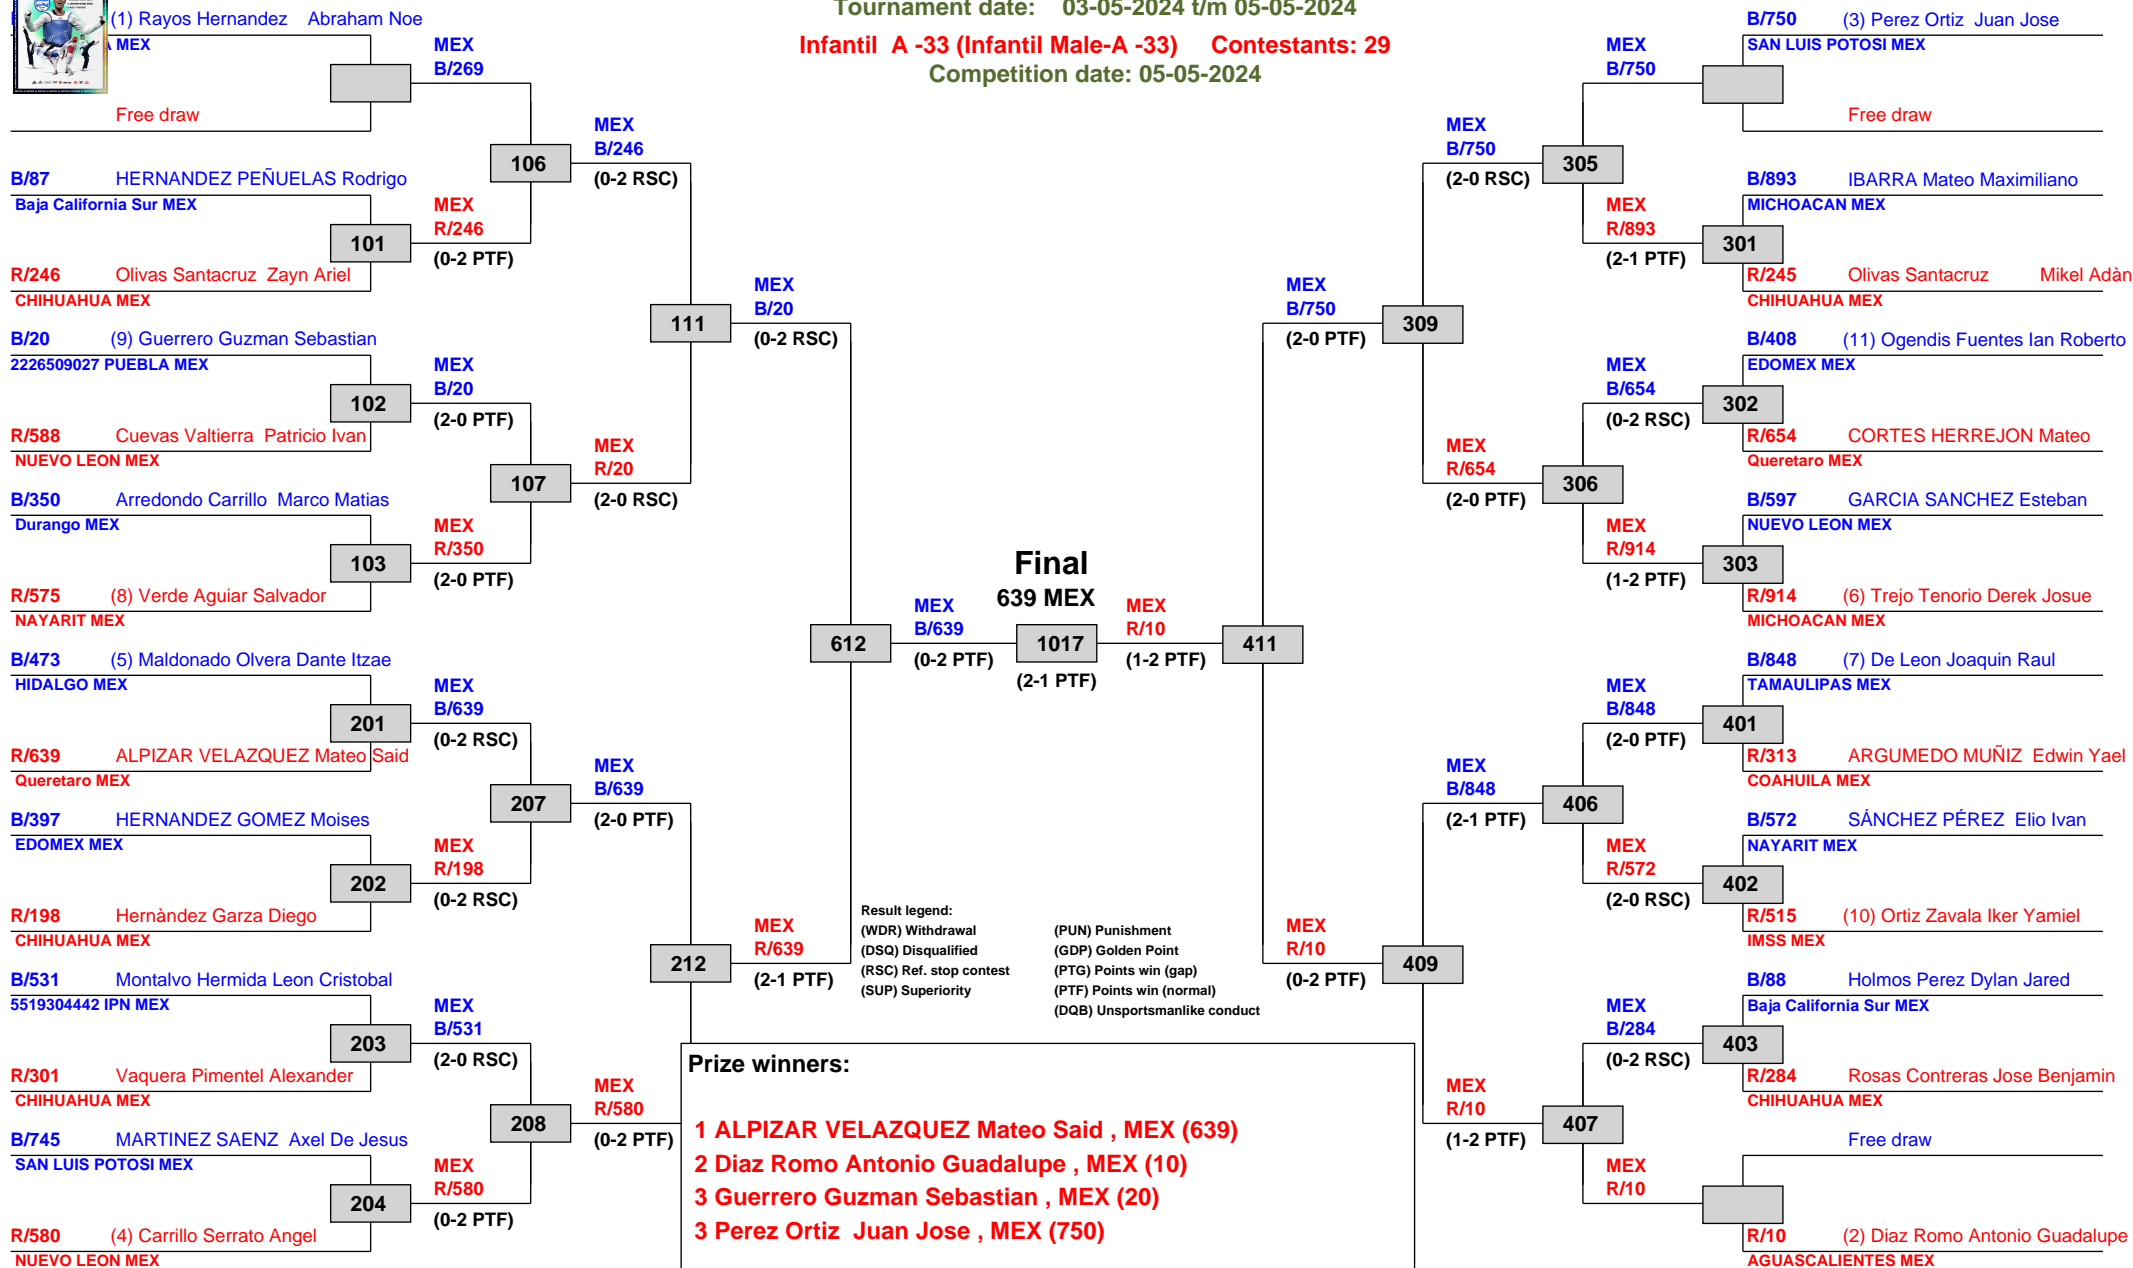 Tournament date: 03-05-2024 t/m 05-05-2024
Infantil A -33 (Infantil Male-A -33) Contestants: 29
Competition date: 05-05-2024
(1) Rayos Hernandez Abraham Noe
MEX
Free draw
B/87 HERNANDEZ PEÑUELAS Rodrigo
Baja California Sur MEX
101
R/246 Olivas Santacruz Zayn Ariel
CHIHUAHUA MEX
B/20 (9) Guerrero Guzman Sebastian
2226509027 PUEBLA MEX
102
R/588 Cuevas Valtierra Patricio Ivan
NUEVO LEON MEX
B/350 Arredondo Carrillo Marco Matias
Durango MEX
103
R/575 (8) Verde Aguiar Salvador
NAYARIT MEX
B/473 (5) Maldonado Olvera Dante Itzae
HIDALGO MEX
201
R/639 ALPIZAR VELAZQUEZ Mateo Said
Queretaro MEX
B/397 HERNANDEZ GOMEZ Moises
EDOMEX MEX
202
R/198 Hernàndez Garza Diego
CHIHUAHUA MEX
B/531 Montalvo Hermida Leon Cristobal
5519304442 IPN MEX
203
R/301 Vaquera Pimentel Alexander
CHIHUAHUA MEX
B/745 MARTINEZ SAENZ Axel De Jesus
SAN LUIS POTOSI MEX
204
R/580 (4) Carrillo Serrato Angel
NUEVO LEON MEX
MEX
B/269
106
MEX
R/246
(0-2 PTF)
MEX
B/20
(2-0 PTF)
107
MEX
R/350
(2-0 PTF)
MEX
B/639
(0-2 RSC)
207
MEX
R/198
(0-2 RSC)
MEX
B/531
(2-0 RSC)
208
MEX
R/580
(0-2 PTF)
MEX
B/246
(0-2 RSC)
111
MEX
R/20
(2-0 RSC)
MEX
B/639
(2-0 PTF)
212
MEX
R/580
(0-2 PTF)
MEX
B/20
(0-2 RSC)
612
MEX
R/639
(2-1 PTF)
MEX
B/639
(0-2 PTF)
Final
639 MEX
1017
(2-1 PTF)
MEX
R/10
(1-2 PTF)
411
MEX
B/750
(2-0 PTF)
MEX
R/10
(0-2 PTF)
309
409
MEX
B/750
(2-0 RSC)
MEX
R/654
(2-0 PTF)
MEX
B/848
(2-1 PTF)
MEX
R/10
(1-2 PTF)
305
306
406
407
MEX
B/750
MEX
R/893
(2-1 PTF)
MEX
B/654
(0-2 RSC)
MEX
R/914
(1-2 PTF)
MEX
B/848
(2-0 PTF)
MEX
R/572
(2-0 RSC)
MEX
B/284
(0-2 RSC)
MEX
R/10
B/750 (3) Perez Ortiz Juan Jose
SAN LUIS POTOSI MEX
Free draw
B/893 IBARRA Mateo Maximiliano
MICHOACAN MEX
301
R/245 Olivas Santacruz Mikel Adàn
CHIHUAHUA MEX
B/408 (11) Ogendis Fuentes Ian Roberto
EDOMEX MEX
302
R/654 CORTES HERREJON Mateo
Queretaro MEX
B/597 GARCIA SANCHEZ Esteban
NUEVO LEON MEX
303
R/914 (6) Trejo Tenorio Derek Josue
MICHOACAN MEX
B/848 (7) De Leon Joaquin Raul
TAMAULIPAS MEX
401
R/313 ARGUMEDO MUÑIZ Edwin Yael
COAHUILA MEX
B/572 SÁNCHEZ PÉREZ Elio Ivan
NAYARIT MEX
402
R/515 (10) Ortiz Zavala Iker Yamiel
IMSS MEX
B/88 Holmos Perez Dylan Jared
Baja California Sur MEX
403
R/284 Rosas Contreras Jose Benjamin
CHIHUAHUA MEX
Free draw
R/10 (2) Diaz Romo Antonio Guadalupe
AGUASCALIENTES MEX
Result legend:
(WDR) Withdrawal
(DSQ) Disqualified
(RSC) Ref. stop contest
(SUP) Superiority
(PUN) Punishment
(GDP) Golden Point
(PTG) Points win (gap)
(PTF) Points win (normal)
(DQB) Unsportsmanlike conduct
Prize winners:
1 ALPIZAR VELAZQUEZ Mateo Said , MEX (639)
2 Diaz Romo Antonio Guadalupe , MEX (10)
3 Guerrero Guzman Sebastian , MEX (20)
3 Perez Ortiz Juan Jose , MEX (750)